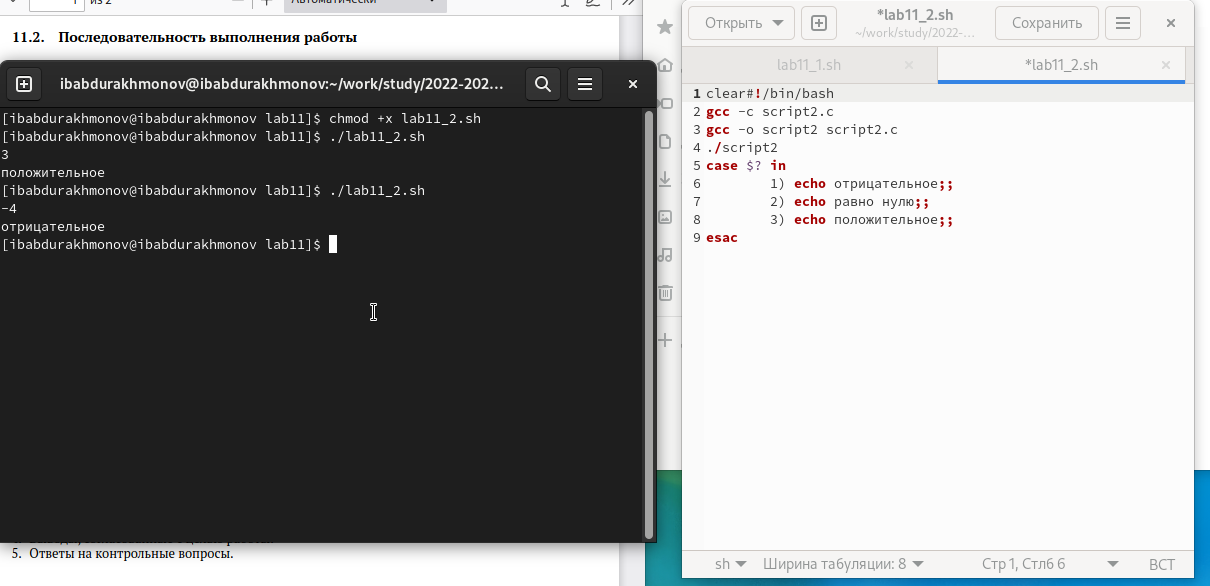 1 из 2
Автоматически
11.2. Последовательность выполнения работы
ibabdurakhmonov@ibabdurakhmonov:~/work/study/2022-202...
[ibabdurakhmonov@ibabdurakhmonov lab11]$ chmod +x lab11_2.sh
[ibabdurakhmonov@ibabdurakhmonov lab11]$ ./lab11_2.sh
3
положительное
[ibabdurakhmonov@ibabdurakhmonov lab11]$ ./lab11_2.sh
-4
отрицательное
[ibabdurakhmonov@ibabdurakhmonov lab11]$
5. Ответы на контрольные вопросы.
Открыть
*lab11_2.sh
~/work/study/2022-...
Сохранить
lab11_1.sh
*lab11_2.sh
1 clear#!/bin/bash
2 gcc -c script2.c
3 gcc -o script2 script2.c
4 ./script2
5 case $? in
6 1) echo отрицательное;;
7 2) echo равно нулю;;
8 3) echo положительное;;
9 esac
sh
Ширина табуляции: 8
Стр 1, Стлб 6
ВСТ